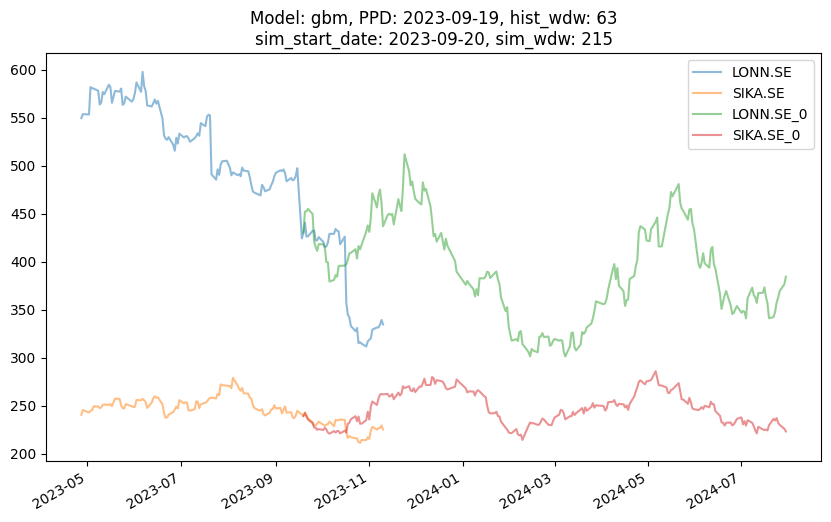 Model: gbm, PPD: 2023-09-19, hist_wdw: 63
sim_start_date: 2023-09-20, sim_wdw: 215
LONN.SE
SIKA.SE
LONN.SE_0
SIKA.SE_0
600
550
500
450
400
350
300
250
200
2023-05
2023-07
2023-09
2023-11
2024-01
2024-03
2024-05
2024-07